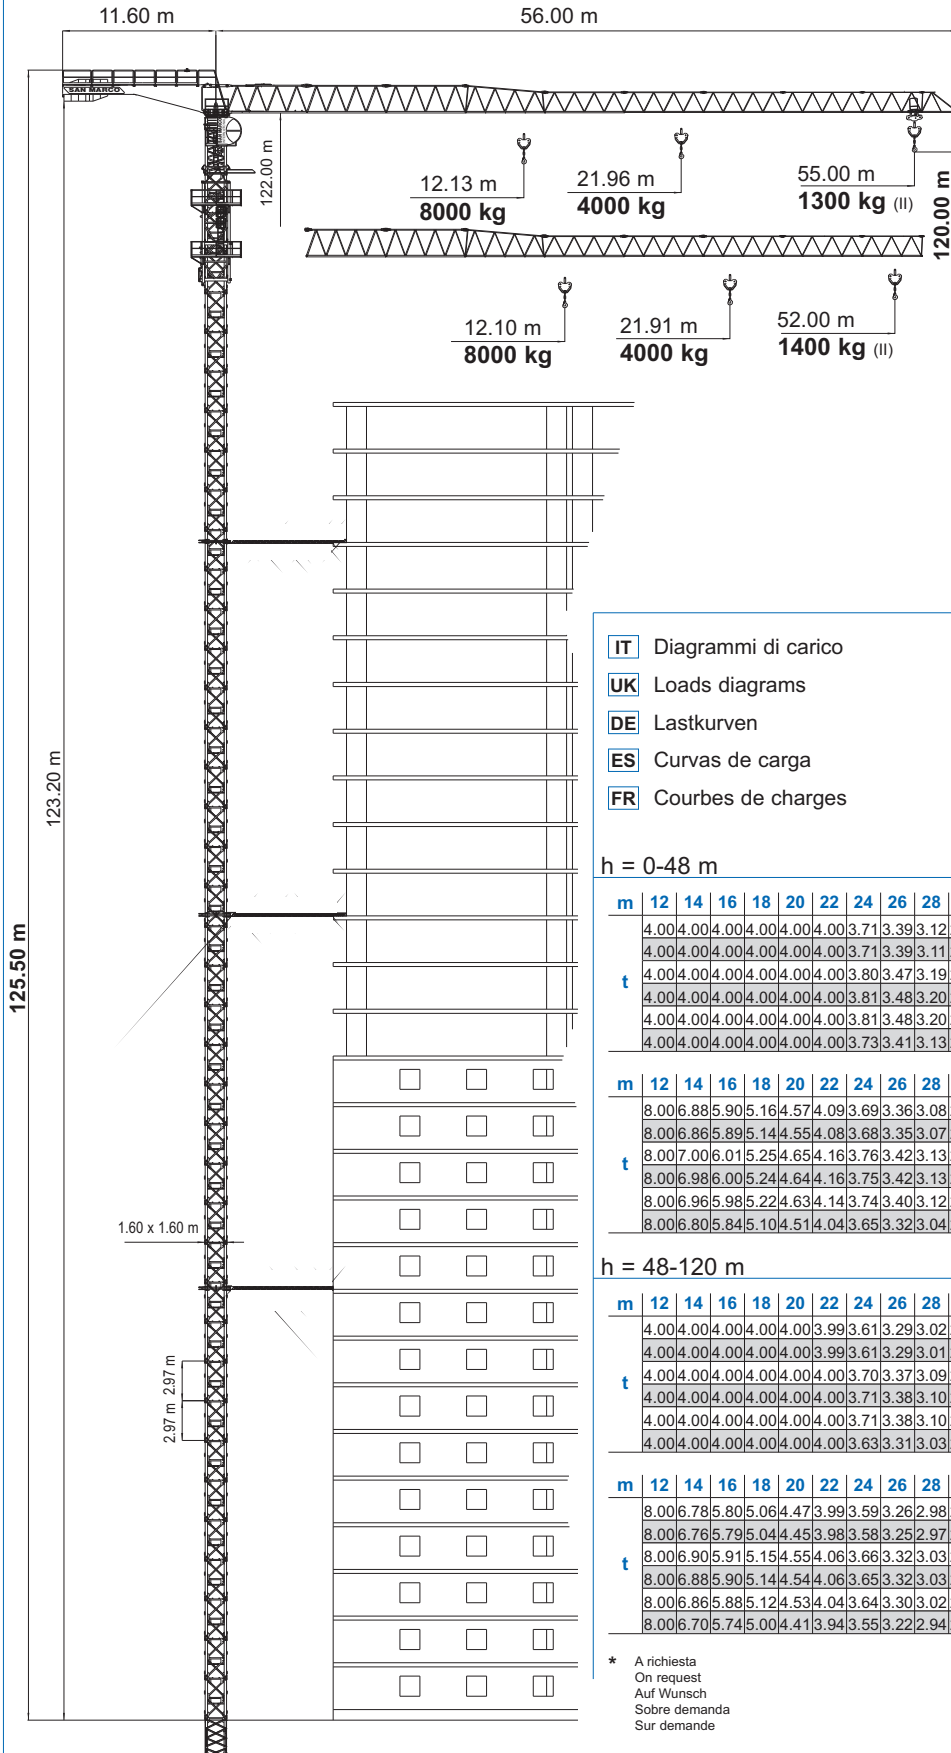 11.60 m
56.00 m
SAN MARCO
122.00 m
12.13 m
8000 kg
21.96 m
4000 kg
55.00 m
1300 kg (II)
120.00 m
12.10 m
8000 kg
21.91 m
4000 kg
52.00 m
1400 kg (II)
125.50 m
123.20 m
1.60 x 1.60 m
2.97 m
2.97 m
IT Diagrammi di carico
UK Loads diagrams
DE Lastkurven
ES Curvas de carga
FR Courbes de charges
h = 0-48 m
m 12 14 16 18 20 22 24 26 28
t
4.00 4.00 4.00 4.00 4.00 4.00 3.71 3.39 3.12
4.00 4.00 4.00 4.00 4.00 4.00 3.71 3.39 3.11
4.00 4.00 4.00 4.00 4.00 4.00 3.80 3.47 3.19
4.00 4.00 4.00 4.00 4.00 4.00 3.81 3.48 3.20
4.00 4.00 4.00 4.00 4.00 4.00 3.81 3.48 3.20
4.00 4.00 4.00 4.00 4.00 4.00 3.73 3.41 3.13
m 12 14 16 18 20 22 24 26 28
t
8.00 6.88 5.90 5.16 4.57 4.09 3.69 3.36 3.08
8.00 6.86 5.89 5.14 4.55 4.08 3.68 3.35 3.07
8.00 7.00 6.01 5.25 4.65 4.16 3.76 3.42 3.13
8.00 6.98 6.00 5.24 4.64 4.16 3.75 3.42 3.13
8.00 6.96 5.98 5.22 4.63 4.14 3.74 3.40 3.12
8.00 6.80 5.84 5.10 4.51 4.04 3.65 3.32 3.04
h = 48-120 m
m 12 14 16 18 20 22 24 26 28
t
4.00 4.00 4.00 4.00 4.00 3.99 3.61 3.29 3.02
4.00 4.00 4.00 4.00 4.00 3.99 3.61 3.29 3.01
4.00 4.00 4.00 4.00 4.00 4.00 3.70 3.37 3.09
4.00 4.00 4.00 4.00 4.00 4.00 3.71 3.38 3.10
4.00 4.00 4.00 4.00 4.00 4.00 3.71 3.38 3.10
4.00 4.00 4.00 4.00 4.00 4.00 3.63 3.31 3.03
m 12 14 16 18 20 22 24 26 28
t
8.00 6.78 5.80 5.06 4.47 3.99 3.59 3.26 2.98
8.00 6.76 5.79 5.04 4.45 3.98 3.58 3.25 2.97
8.00 6.90 5.91 5.15 4.55 4.06 3.66 3.32 3.03
8.00 6.88 5.90 5.14 4.54 4.06 3.65 3.32 3.03
8.00 6.86 5.88 5.12 4.53 4.04 3.64 3.30 3.02
8.00 6.70 5.74 5.00 4.41 3.94 3.55 3.22 2.94
* A richiesta
On request
Auf Wunsch
Sobre demanda
Sur demande